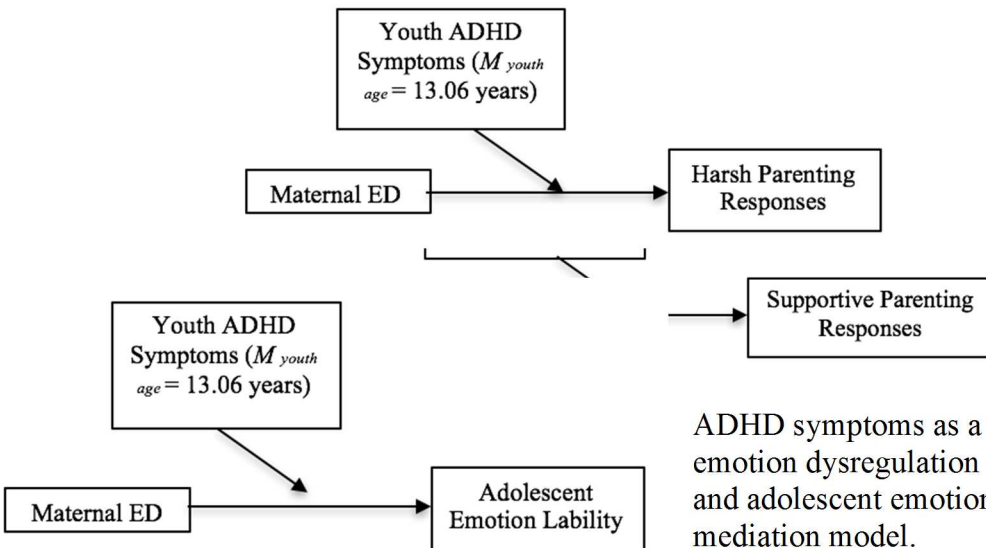 Youth ADHD
Symptoms (M youth
age = 13.06 years)
Maternal ED
Harsh Parenting
Responses
Supportive Parenting
Responses
Youth ADHD
Symptoms (M youth
age = 13.06 years)
Maternal ED
Adolescent
Emotion Lability
ADHD symptoms as a
emotion dysregulation
and adolescent emotion
mediation model.